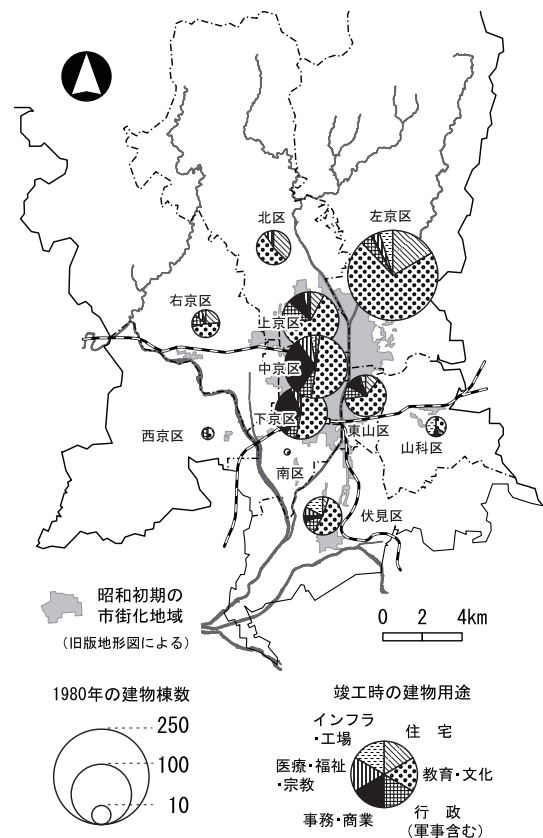 北区
左京区
右京区
上京区
中京区
下京区
東山区
西京区
山科区
南区
伏見区
昭和初期の
市街化地域
(旧版地形図による)
0 2 4km
1980年の建物棟数
250
100
10
竣工時の建物用途
インフラ
・工場
住 宅
医療・福祉
・宗教
教育・文化
事務・商業
行 政
(軍事含む)